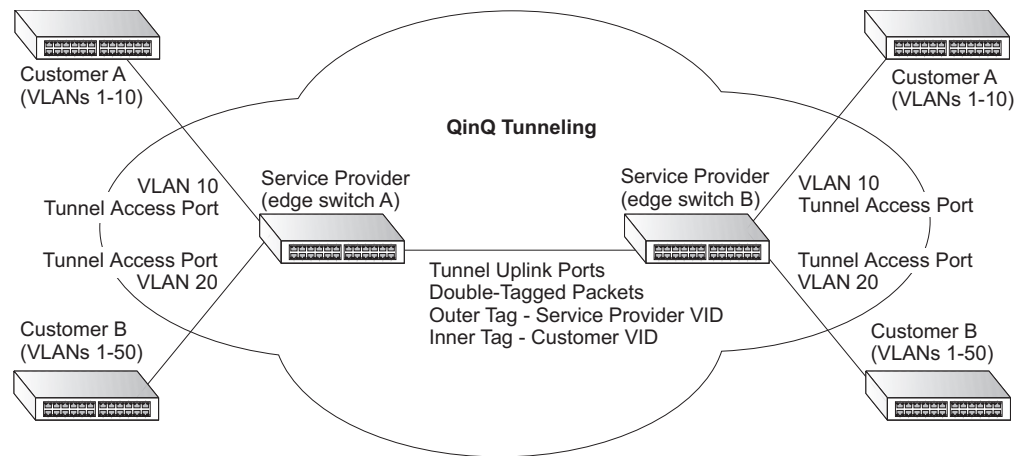 Customer A
(VLANs 1-10)
Customer A
(VLANs 1-10)
QinQ Tunneling
VLAN 10
Tunnel Access Port
Service Provider
(edge switch A)
Service Provider
(edge switch B)
VLAN 10
Tunnel Access Port
Tunnel Access Port
VLAN 20
Tunnel Uplink Ports
Double-Tagged Packets
Outer Tag - Service Provider VID
Inner Tag - Customer VID
Tunnel Access Port
VLAN 20
Customer B
(VLANs 1-50)
Customer B
(VLANs 1-50)